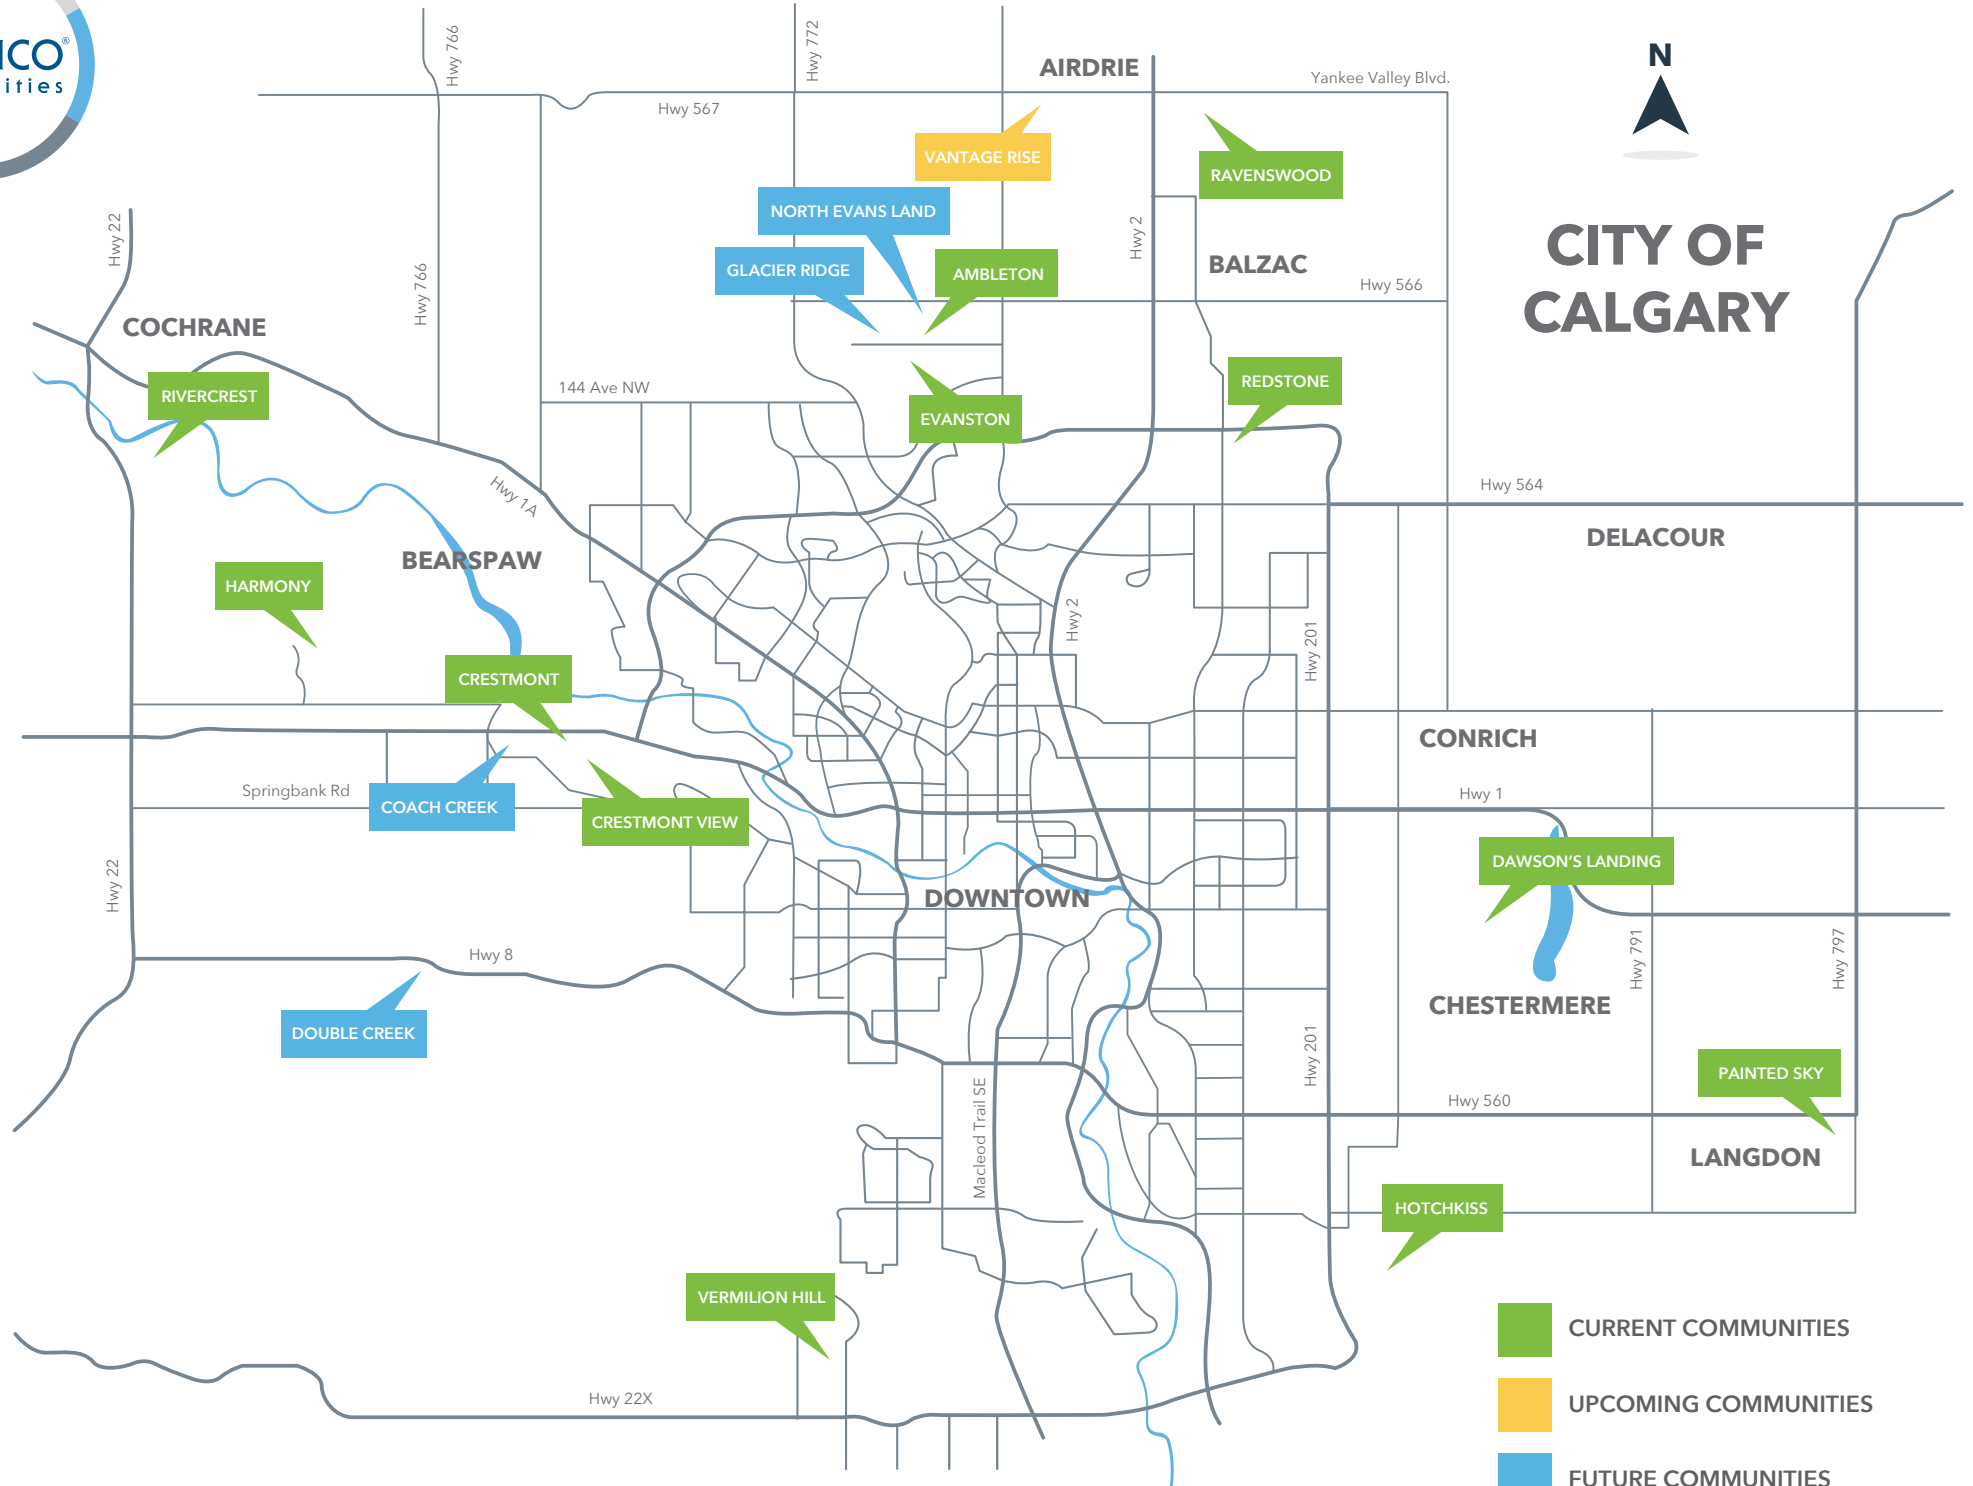 ities
Hwy 766
Hwy 772
AIRDRIE
Yankee Valley Blvd.
N
Hwy 567
VANTAGE RISE
RAVENSWOOD
NORTH EVANS LAND
Hwy 22
Hwy 2
CITY OF
CALGARY
GLACIER RIDGE
AMBLETON
BALZAC
Hwy 766
Hwy 566
COCHRANE
RIVERCREST
144 Ave NW
EVANSTON
REDSTONE
Hwy 1A
Hwy 564
DELACOUR
BEARSPAW
HARMONY
Hwy 2
Hwy 201
CRESTMONT
CONRICH
Springbank Rd
COACH CREEK
CRESTMONT VIEW
Hwy 1
DAWSON'S LANDING
Hwy 22
DOWNTOWN
Hwy 8
Hwy 791
Hwy 797
CHESTERMERE
DOUBLE CREEK
Hwy 201
PAINTED SKY
Macleod Trail SE
Hwy 560
LANGDON
HOTCHKISS
VERMILION HILL
CURRENT COMMUNITIES
Hwy 22X
UPCOMING COMMUNITIES
FUTURE COMMUNITIES